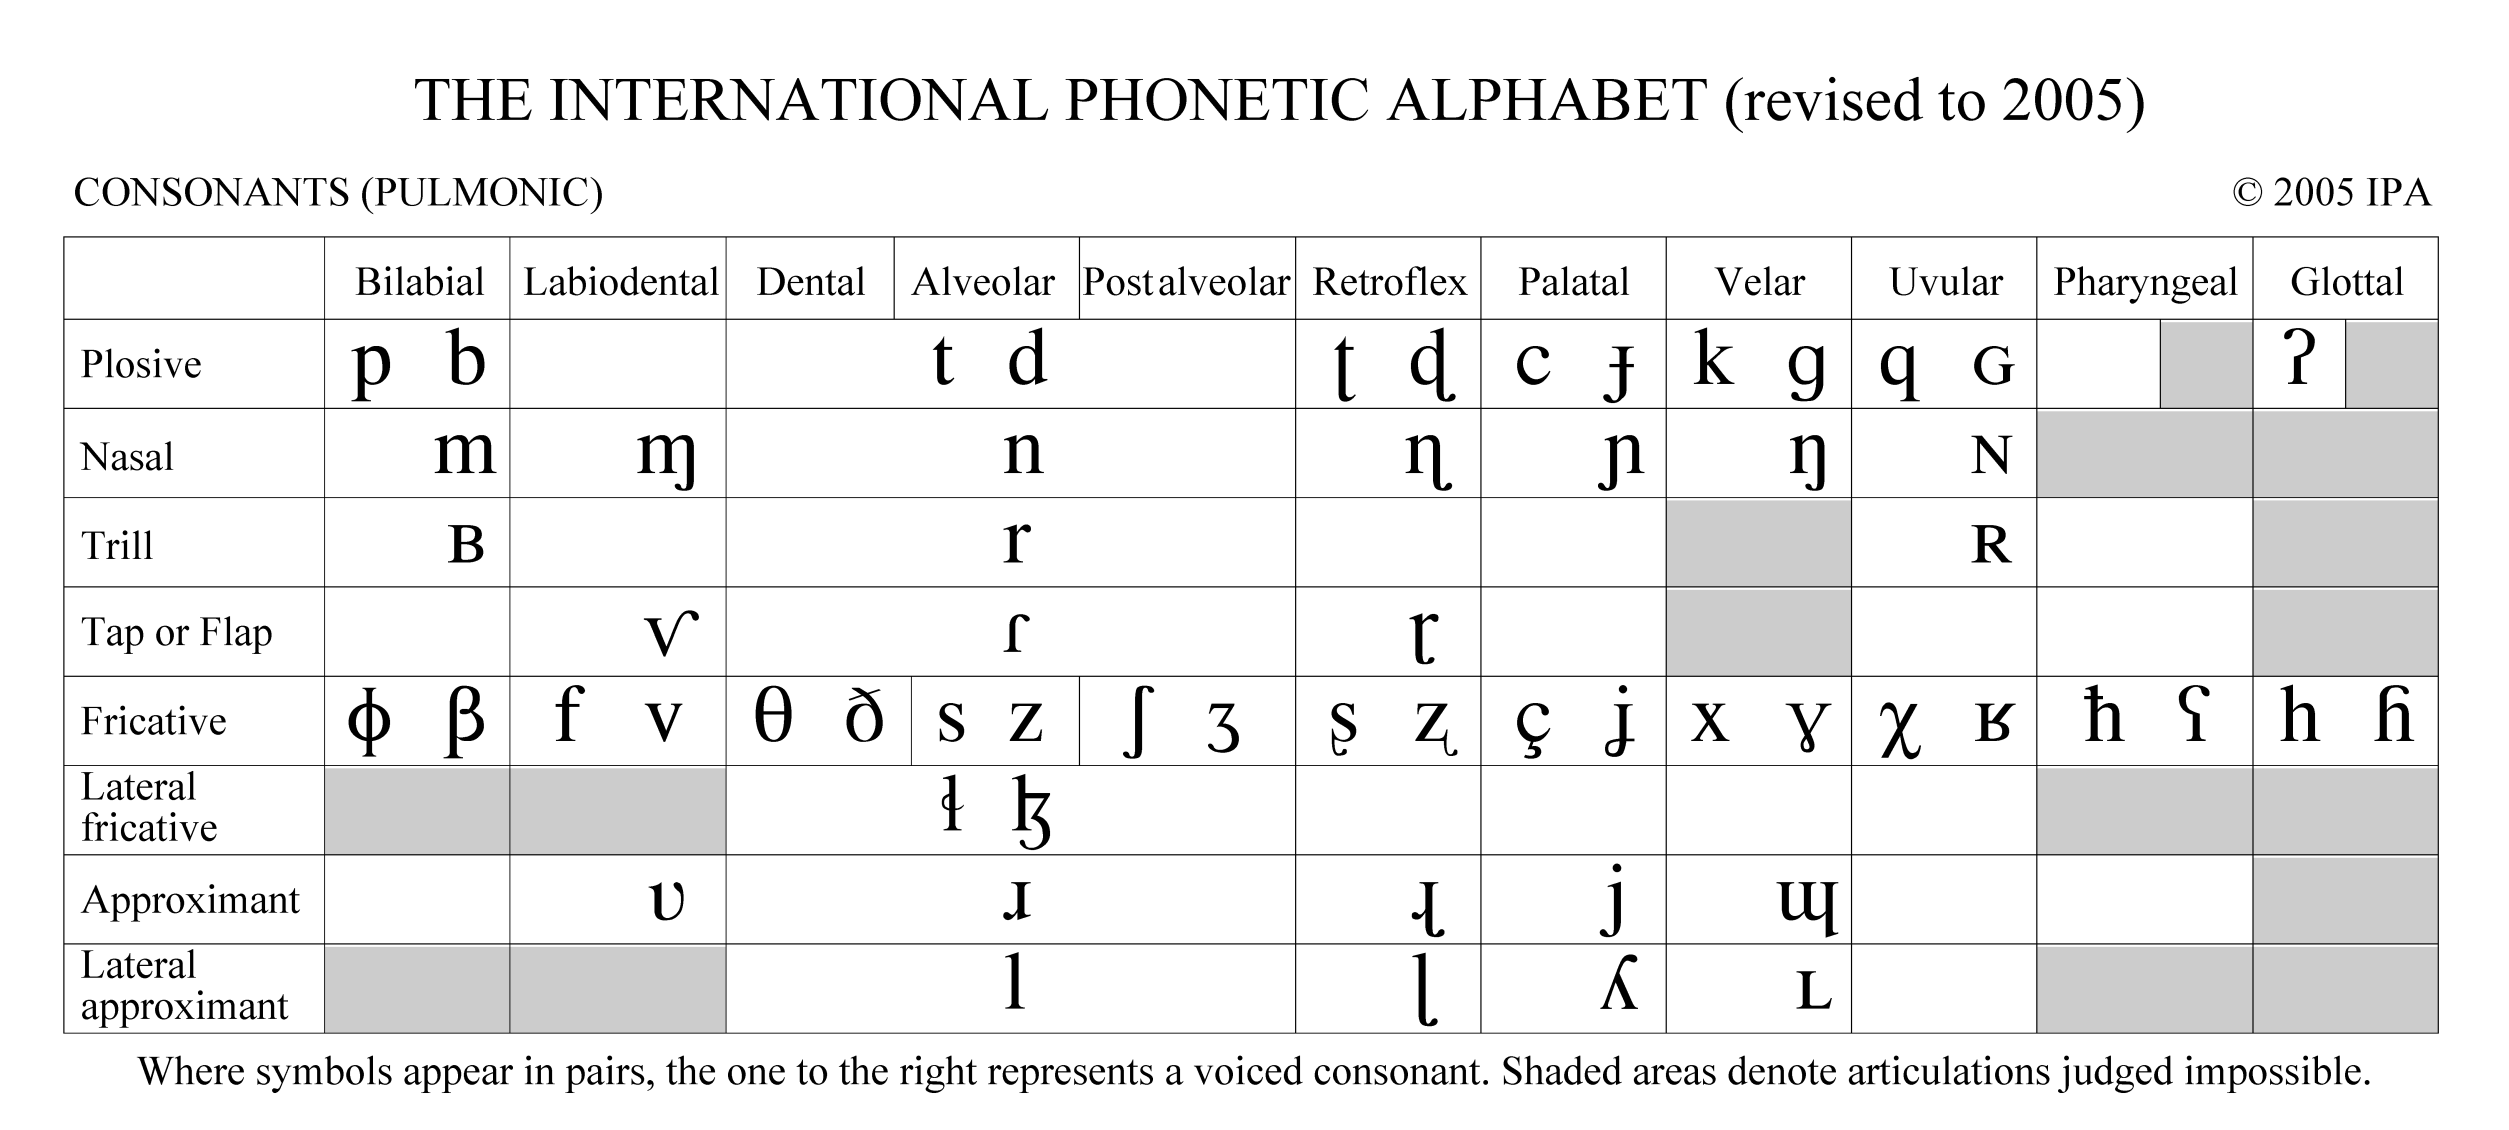 THE INTERNATIONAL PHONETIC ALPHABET (revised to 2005)
CONSONANTS (PULMONIC) © 2005 IPA
Bilabial Labiodental Dental Alveolar Postalveolar Retroflex Palatal Velar Uvular Pharyngeal Glottal
Plosive p b t d ʈ ɖ c ɟ k ɡ q ɢ ʔ
Nasal m ɱ n ɳ ɲ ŋ ɴ
Trill ʙ r ʀ
Tap or Flap ⱱ ɾ ɽ
Fricative ɸ β f v θ ð s z ʃ ʒ ʂ ʐ ç ʝ x ɣ χ ʁ ħ ʕ h ɦ
Lateral
fricative ɬ ɮ
Approximant ʋ ɹ ɻ j ɰ
Lateral
approximant l ɭ ʎ ʟ
Where symbols appear in pairs, the one to the right represents a voiced consonant. Shaded areas denote articulations judged impossible.